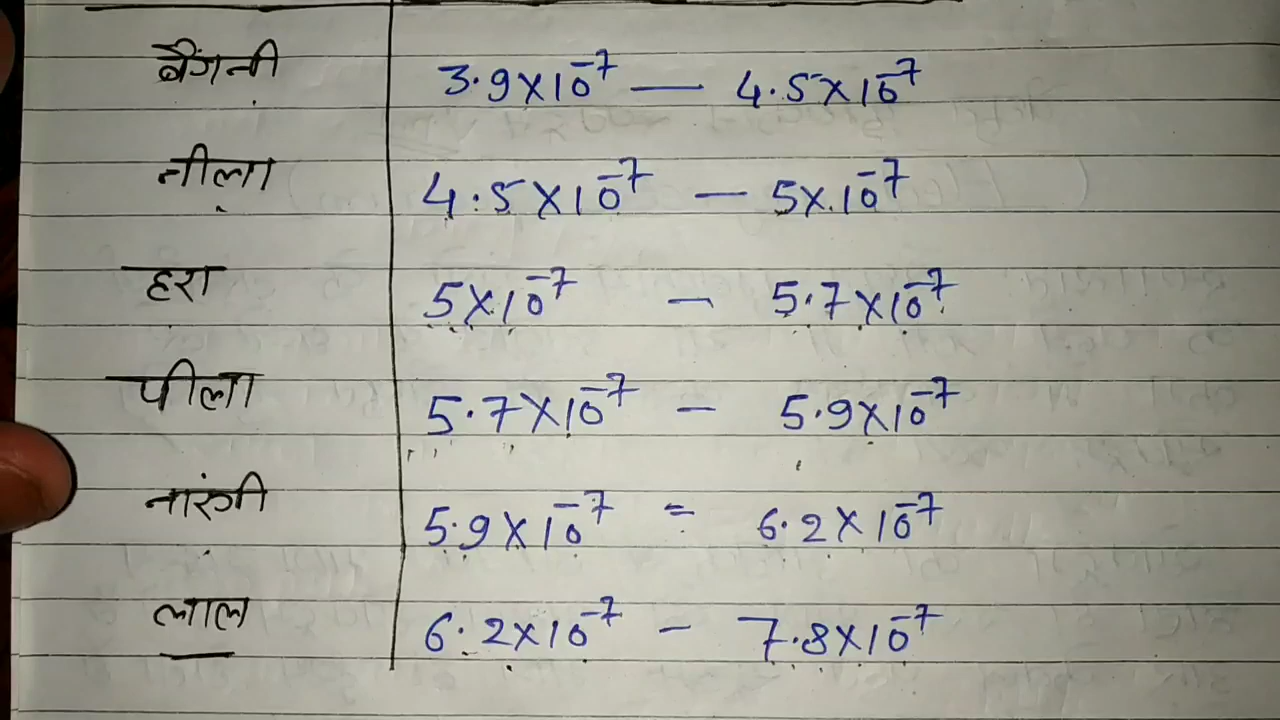 बैंगनी 3.9×10⁻⁷ — 4.5×10⁻⁷
नीला 4.5×10⁻⁷ — 5×10⁻⁷
हरा 5×10⁻⁷ — 5.7×10⁻⁷
पीला 5.7×10⁻⁷ — 5.9×10⁻⁷
नारंगी 5.9×10⁻⁷ = 6.2×10⁻⁷
लाल 6.2×10⁻⁷ — 7.8×10⁻⁷